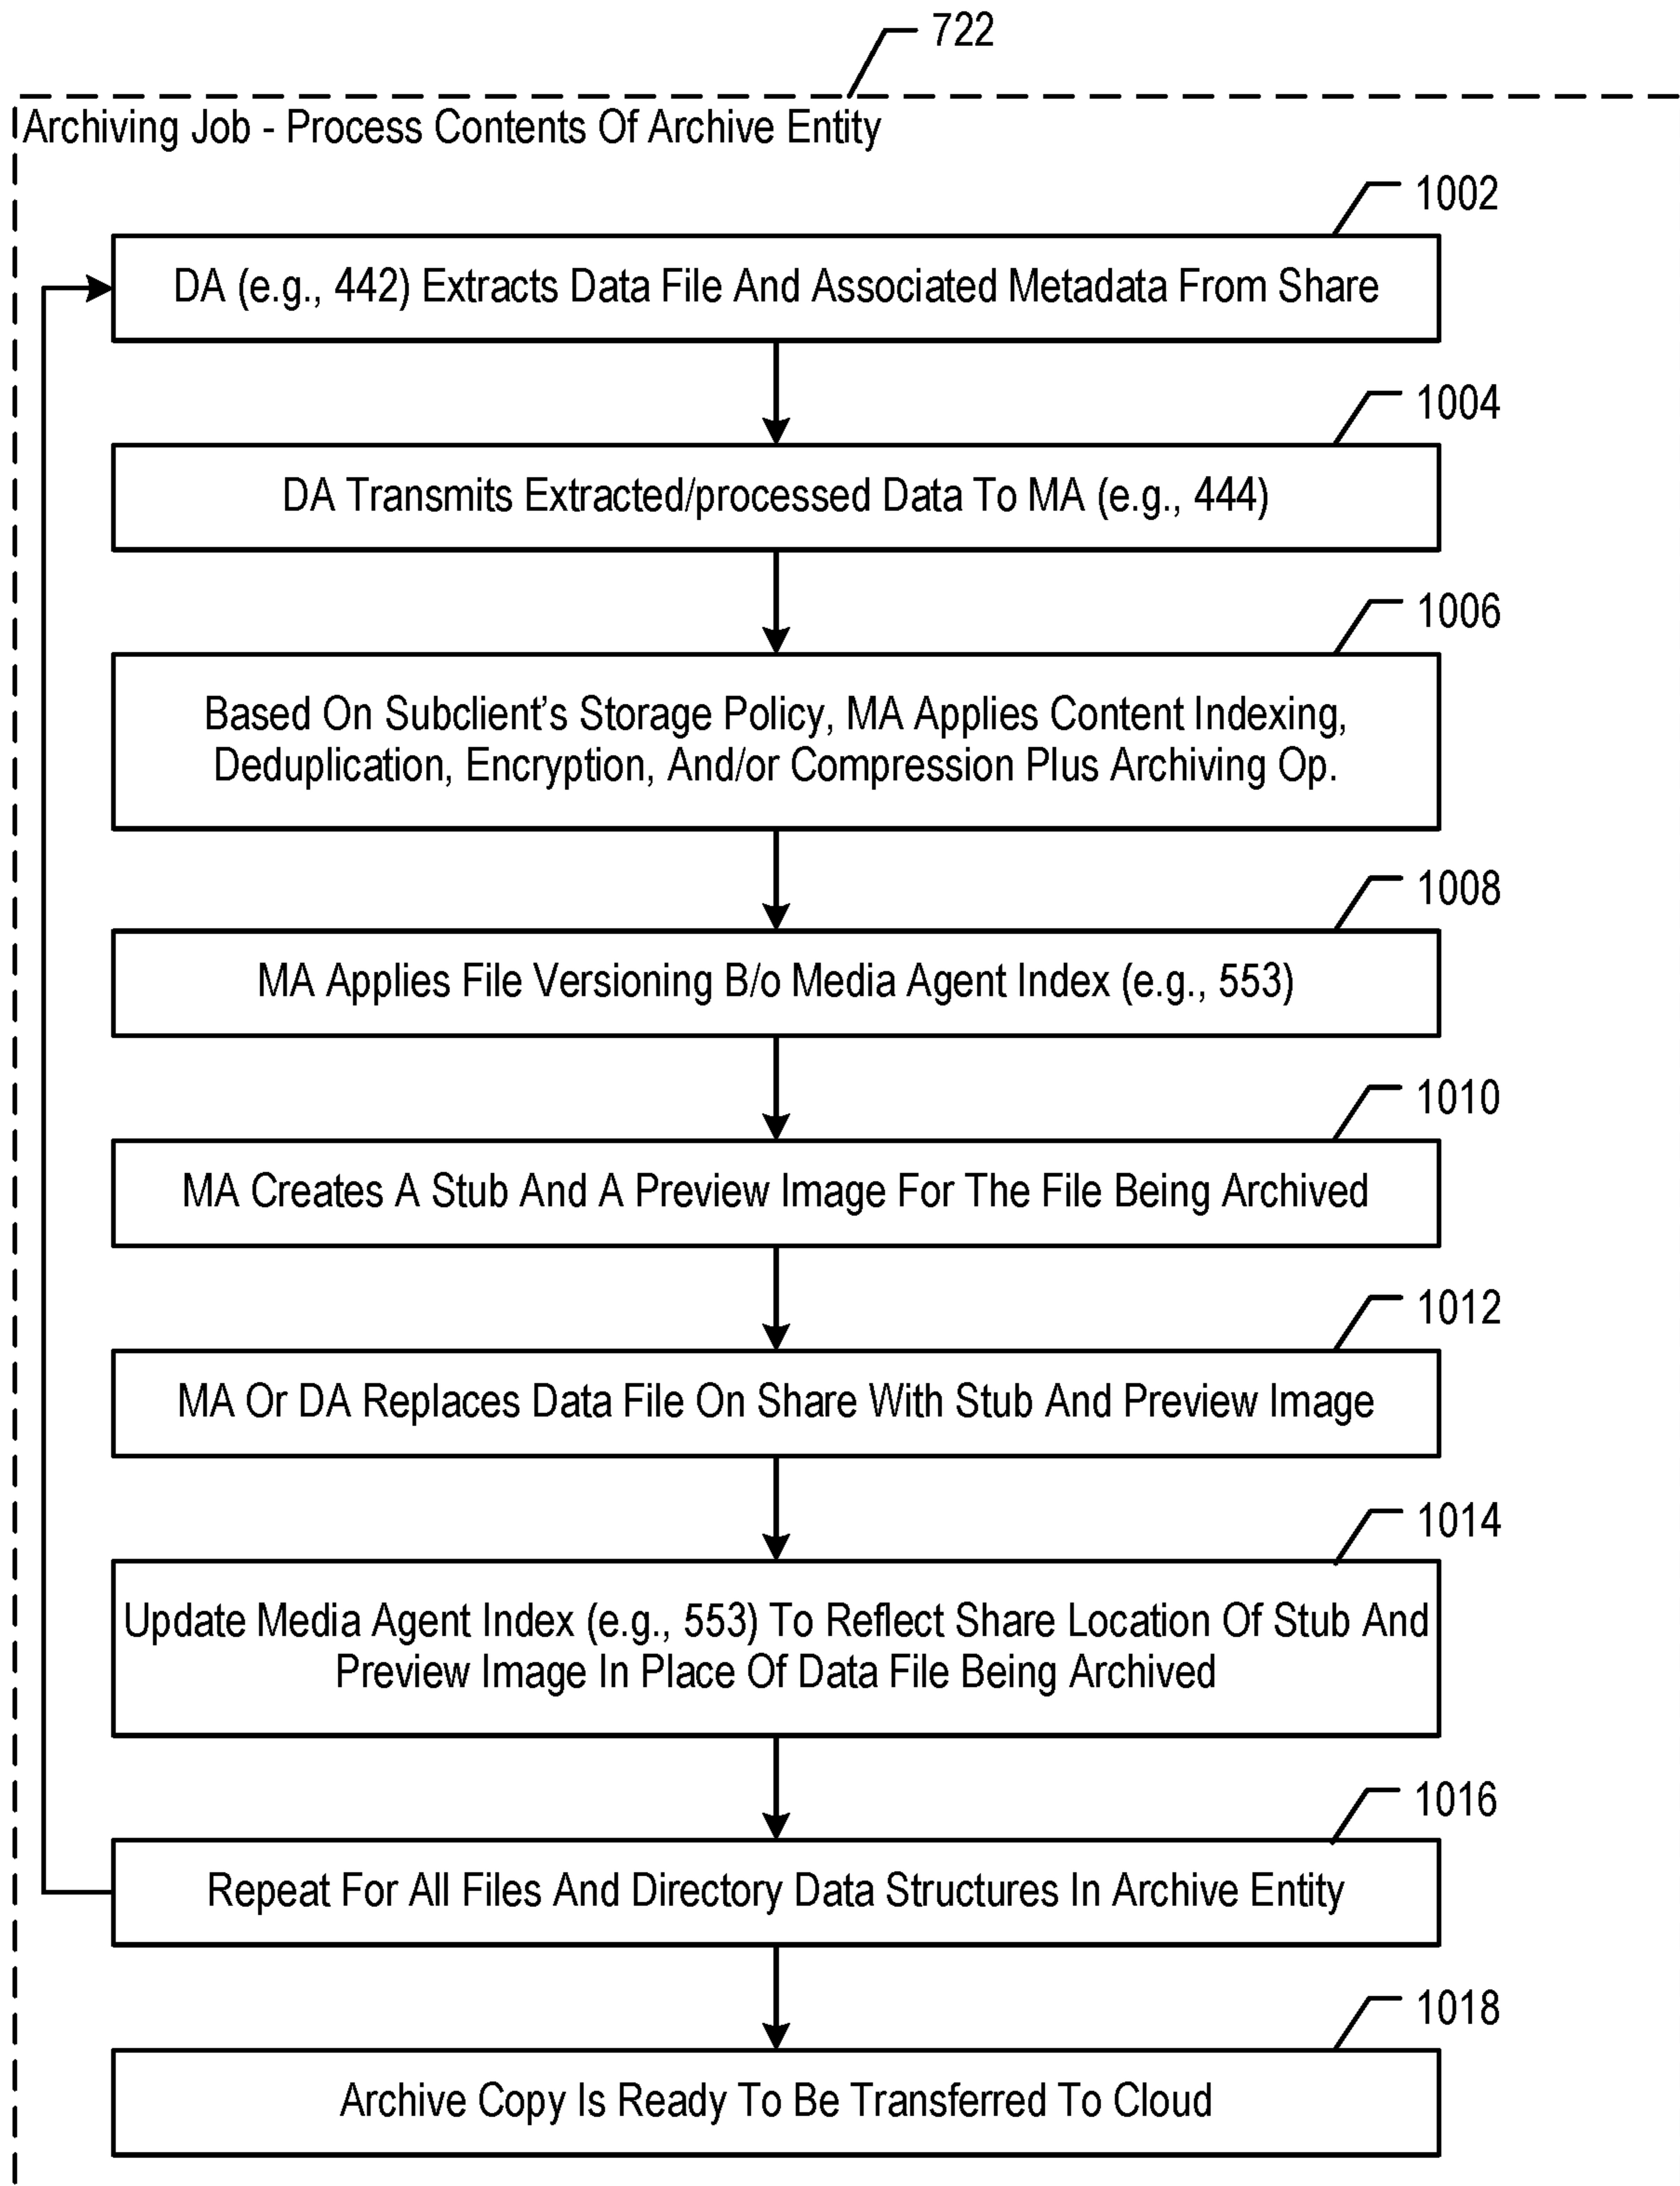 722
Archiving Job - Process Contents Of Archive Entity
1002
DA (e.g., 442) Extracts Data File And Associated Metadata From Share
1004
DA Transmits Extracted/processed Data To MA (e.g., 444)
1006
Based On Subclient's Storage Policy, MA Applies Content Indexing,
Deduplication, Encryption, And/or Compression Plus Archiving Op.
1008
MA Applies File Versioning B/o Media Agent Index (e.g., 553)
1010
MA Creates A Stub And A Preview Image For The File Being Archived
1012
MA Or DA Replaces Data File On Share With Stub And Preview Image
1014
Update Media Agent Index (e.g., 553) To Reflect Share Location Of Stub And
Preview Image In Place Of Data File Being Archived
1016
Repeat For All Files And Directory Data Structures In Archive Entity
1018
Archive Copy Is Ready To Be Transferred To Cloud